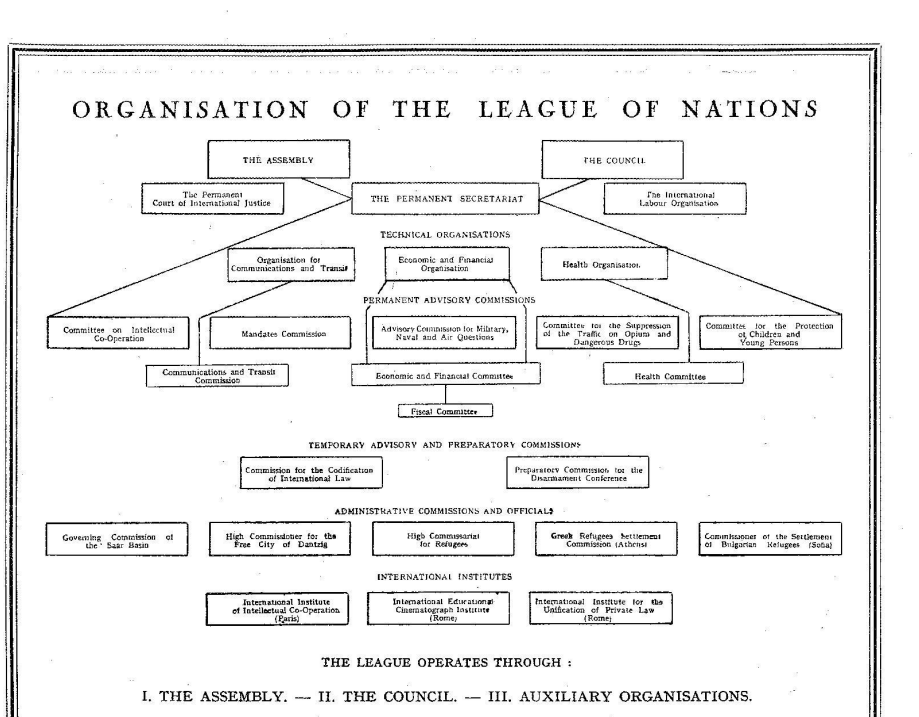 ORGANISATION OF THE LEAGUE OF NATIONS
THE ASSEMBLY
THE COUNCIL
The Permanent
Court of International Justice
THE PERMANENT SECRETARIAT
The International
Labour Organisation
TECHNICAL ORGANISATIONS
Organisation for
Communications and Transit
Economic and Financial
Organisation
Health Organisation
PERMANENT ADVISORY COMMISSIONS
Committee on Intellectual
Co-Operation
Mandates Commission
Advisory Commission for Military,
Naval and Air Questions
Committee for the Suppression
of the Traffic on Opium and
Dangerous Drugs
Committee for the Protection
of Children and
Young Persons
Communications and Transit
Commission
Economic and Financial Committee
Health Committee
Fiscal Committee
TEMPORARY ADVISORY AND PREPARATORY COMMISSIONS
Commission for the Codification
of International Law
Preparatory Commission for the
Disarmament Conference
ADMINISTRATIVE COMMISSIONS AND OFFICIALS
Governing Commission of
the Saar Basin
High Commissioner for the
Free City of Dantzig
High Commissariat
for Refugees
Greek Refugees Settlement
Commission (Athens)
Commissioner of the Settlement
of Bulgarian Refugees (Sofia)
INTERNATIONAL INSTITUTES
International Institute
of Intellectual Co-Operation
(Paris)
International Educational
Cinematograph Institute
(Rome)
International Institute for the
Unification of Private Law
(Rome)
THE LEAGUE OPERATES THROUGH :
I. THE ASSEMBLY. — II. THE COUNCIL. — III. AUXILIARY ORGANISATIONS.